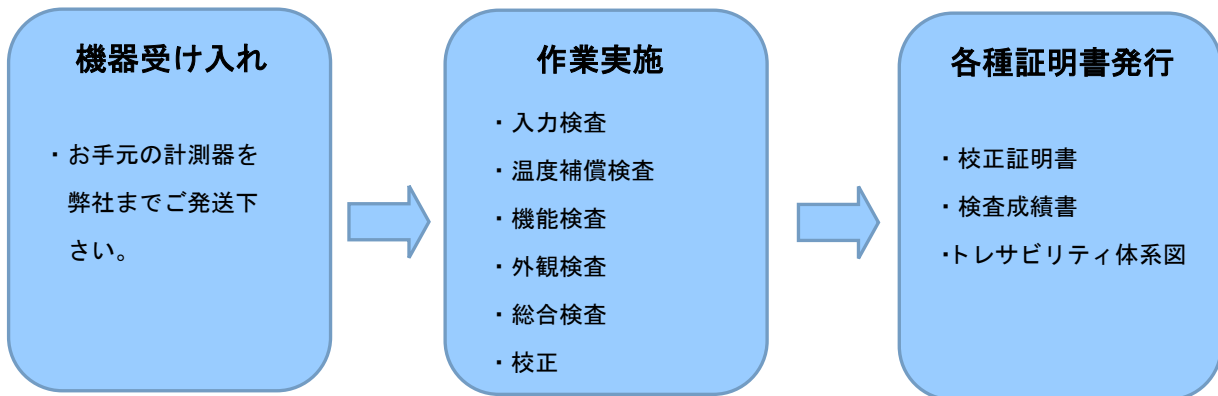 機器受け入れ
・お手元の計測器を
弊社までご発送下
さい。
作業実施
・入力検査
・温度補償検査
・機能検査
・外観検査
・総合検査
・校正
各種証明書発行
・校正証明書
・検査成績書
・トレサビリティ体系図